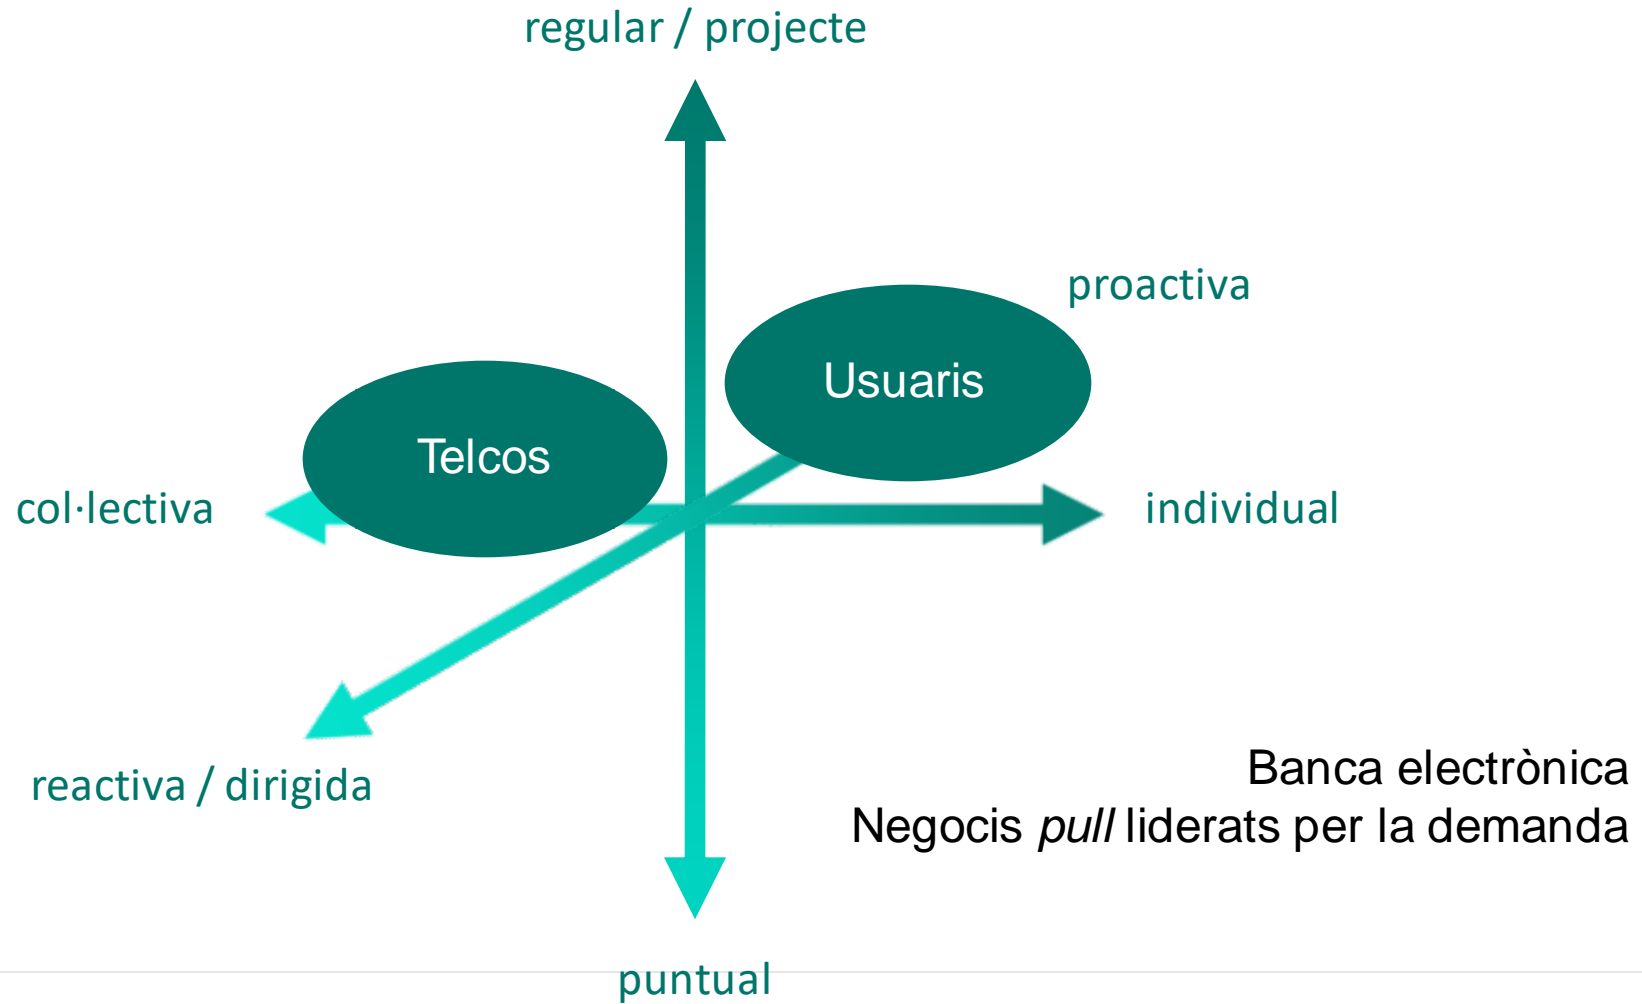 regular / projecte
proactiva
Usuaris
Telcos
col·lectiva
individual
reactiva / dirigida
Banca electrònica
Negocis pull liderats per la demanda
puntual